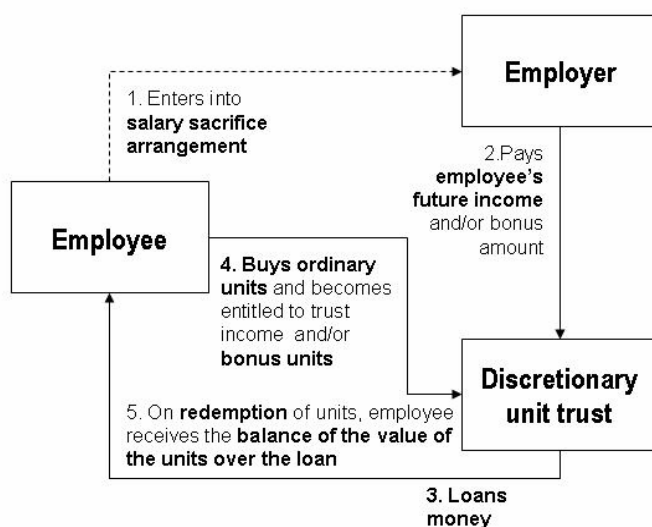 Employer
1. Enters into
salary sacrifice
arrangement
2.Pays
employee's
future income
and/or bonus
amount
Employee
4. Buys ordinary
units and becomes
entitled to trust
income and/or
bonus units
Discretionary
unit trust
5. On redemption of units, employee
receives the balance of the value of
the units over the loan
3. Loans
money